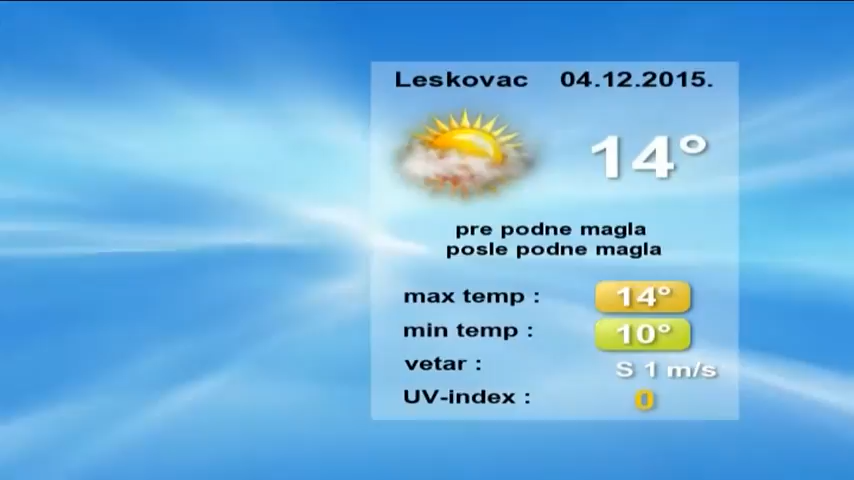 Leskovac 04.12.2015.
14°
pre podne magla
posle podne magla
max temp : 14°
min temp : 10°
vetar : S 1 m/s
UV-index : 0